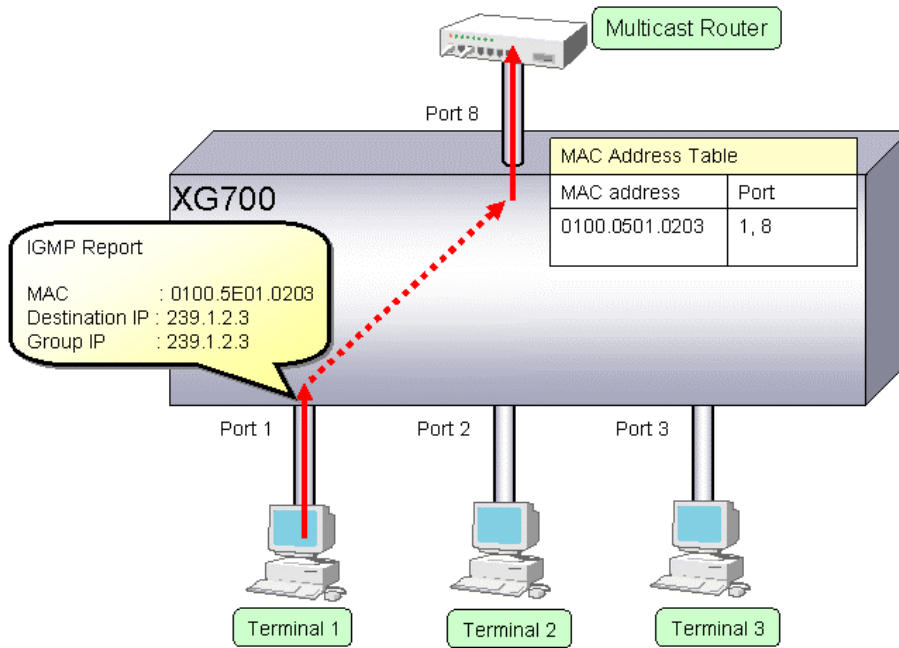 Multicast Router
Port 8
MAC Address Table
MAC address Port
0100.0501.0203 1, 8
XG700
IGMP Report
MAC : 0100.5E01.0203
Destination IP : 239.1.2.3
Group IP : 239.1.2.3
Port 1
Port 2
Port 3
Terminal 1
Terminal 2
Terminal 3